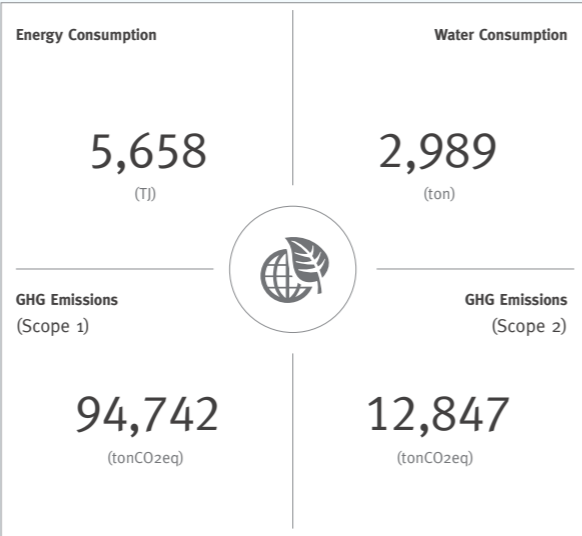 Energy Consumption
5,658
(TJ)
Water Consumption
2,989
(ton)
GHG Emissions
(Scope 1)
94,742
(tonCO2eq)
GHG Emissions
(Scope 2)
12,847
(tonCO2eq)